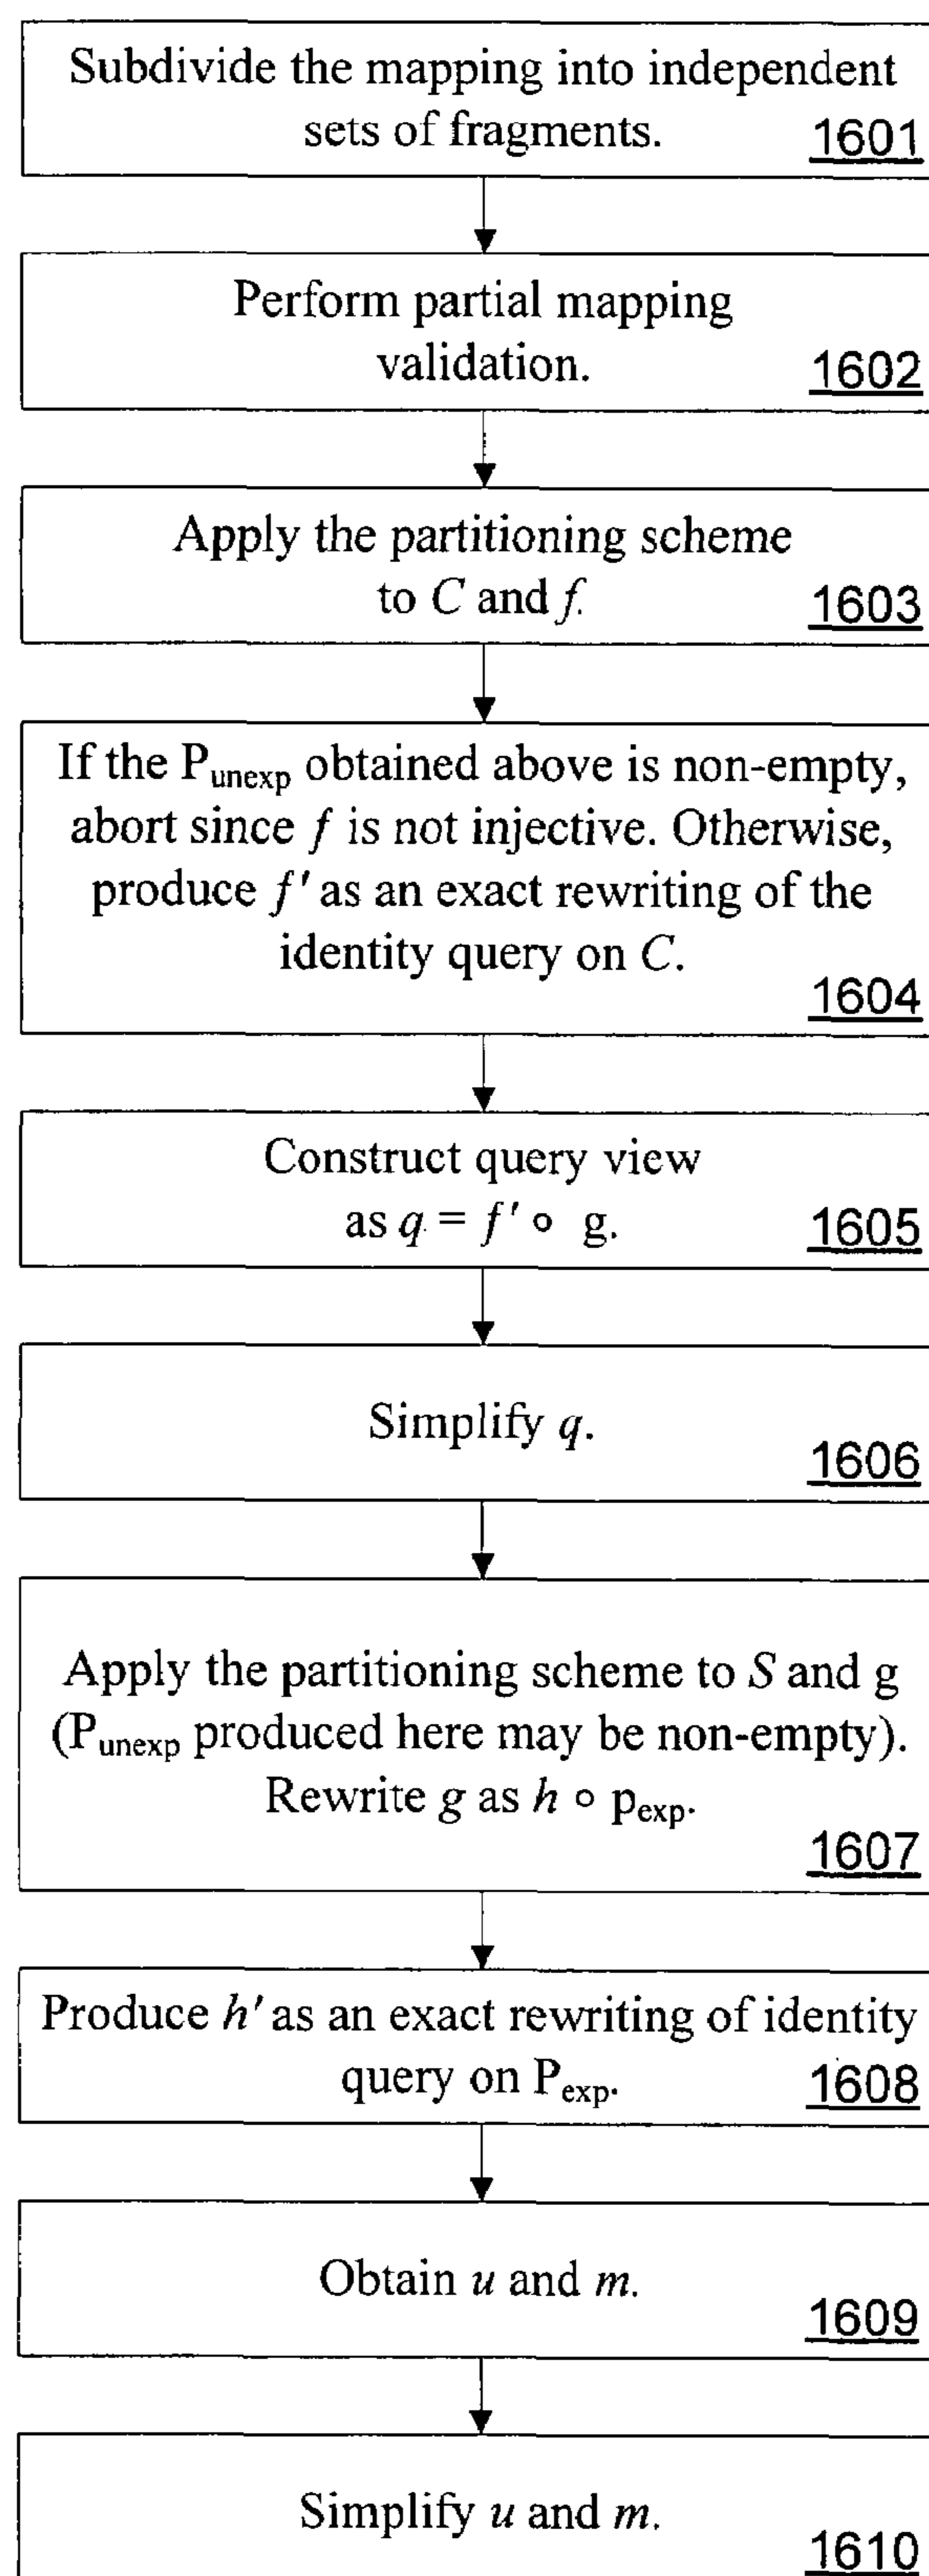 Subdivide the mapping into independent
sets of fragments.
1601
Perform partial mapping
validation.
1602
Apply the partitioning scheme
to C and f.
1603
If the Punexp obtained above is non-empty,
abort since f is not injective. Otherwise,
produce f' as an exact rewriting of the
identity query on C.
1604
Construct query view
as q = f' ∘ g.
1605
Simplify q.
1606
Apply the partitioning scheme to S and g
(Punexp produced here may be non-empty).
Rewrite g as h ∘ pexp.
1607
Produce h' as an exact rewriting of identity
query on Pexp.
1608
Obtain u and m.
1609
Simplify u and m.
1610